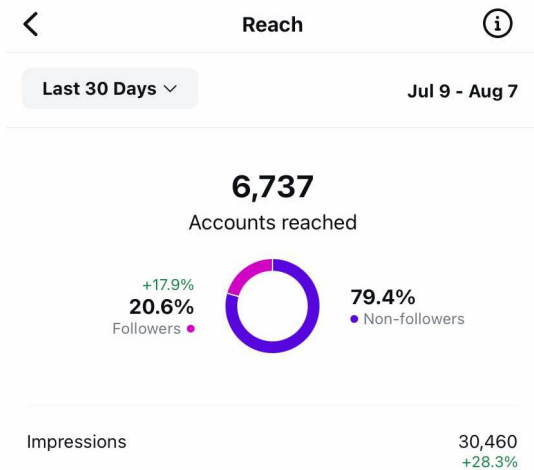 Reach
Last 30 Days
Jul 9 - Aug 7
6,737
Accounts reached
+17.9%
20.6%
Followers
79.4%
Non-followers
Impressions
30,460
+28.3%